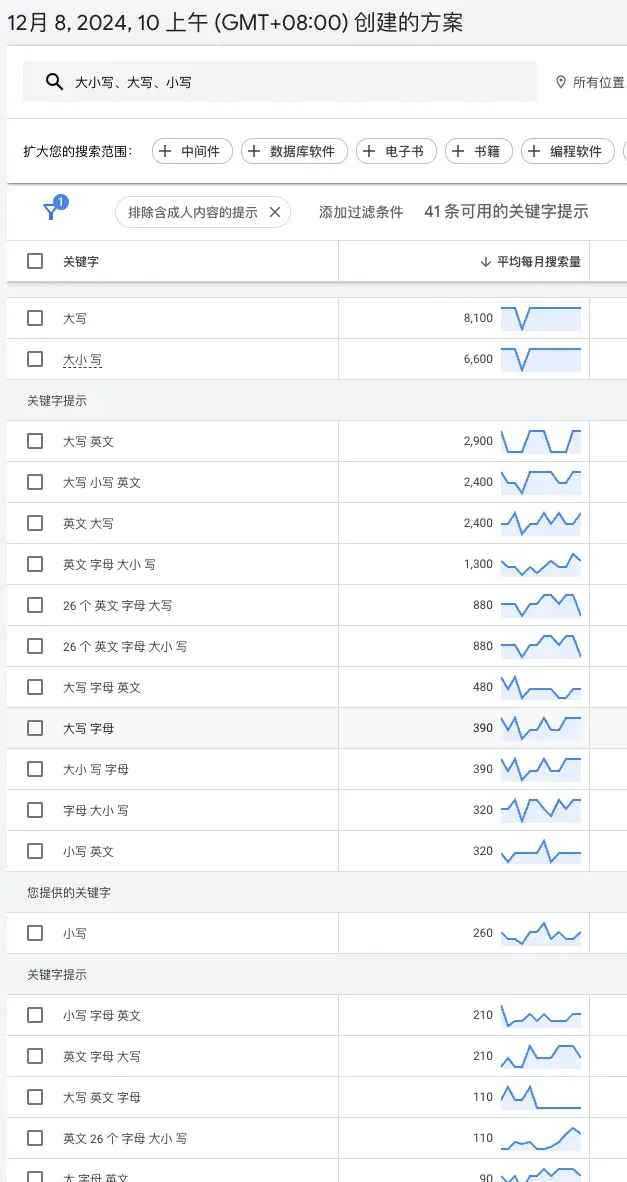 12月 8, 2024, 10 上午 (GMT+08:00) 创建的方案
大小写、大写、小写
所有位置
扩大您的搜索范围:
中间件
数据库软件
电子书
书籍
编程软件
1
排除含成人内容的提示
添加过滤条件
41 条可用的关键字提示
关键字
平均每月搜索量
大写 8,100
大小 写 6,600
关键字提示
大写 英文 2,900
大写 小写 英文 2,400
英文 大写 2,400
英文 字母 大小 写 1,300
26 个 英文 字母 大写 880
26 个 英文 字母 大小 写 880
大写 字母 英文 480
大写 字母 390
大小 写 字母 390
字母 大小 写 320
小写 英文 320
您提供的关键字
小写 260
关键字提示
小写 字母 英文 210
英文 字母 大写 210
大写 英文 字母 110
英文 26 个 字母 大小 写 110
大 字母 英文 90